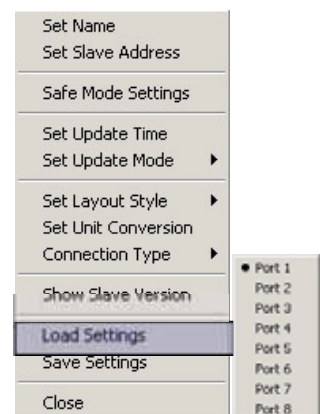 Set Name
Set Slave Address
Safe Mode Settings
Set Update Time
Set Update Mode
Set Layout Style
Set Unit Conversion
Connection Type
Show Slave Version
Load Settings
Save Settings
Close
Port 1
Port 2
Port 3
Port 4
Port 5
Port 6
Port 7
Port 8